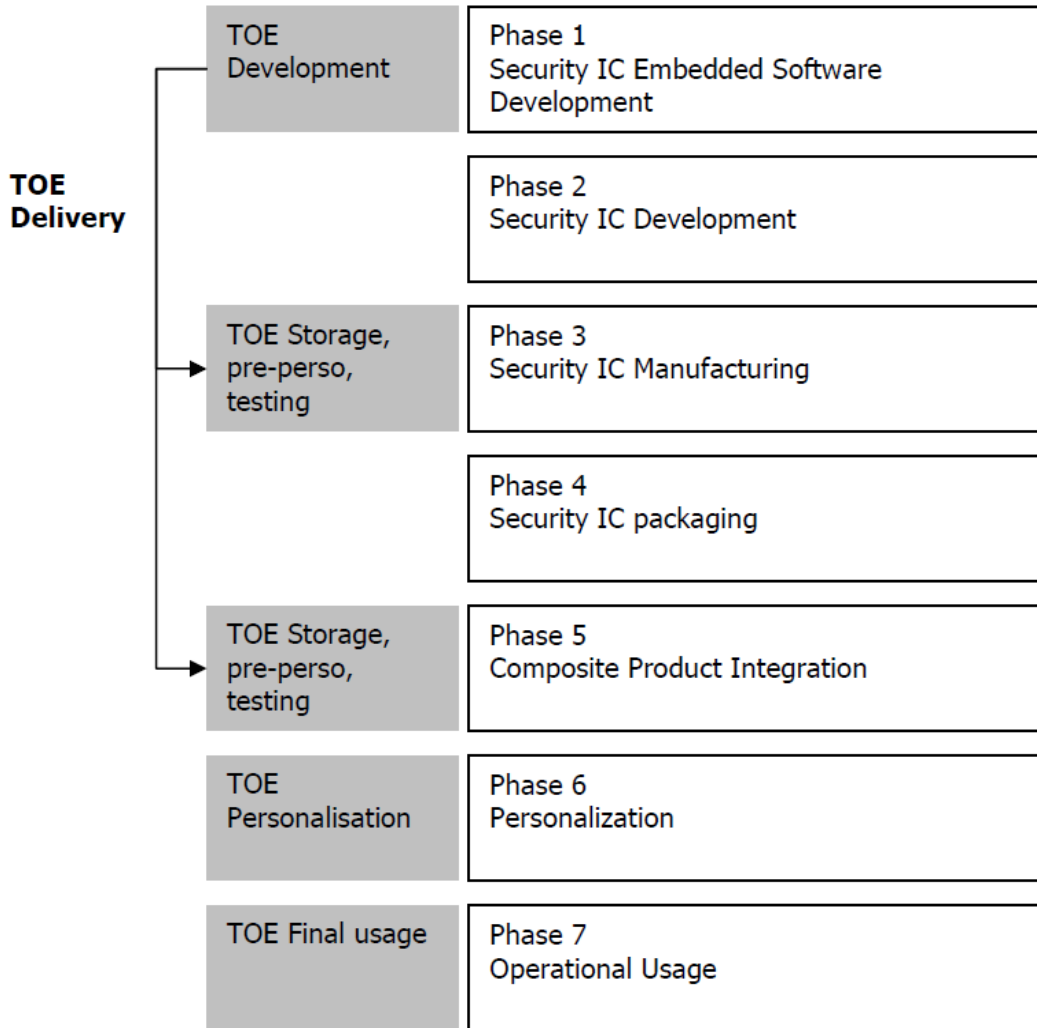 TOE
Development
Phase 1
Security IC Embedded Software
Development
TOE
Delivery
Phase 2
Security IC Development
TOE Storage,
pre-perso,
testing
Phase 3
Security IC Manufacturing
Phase 4
Security IC packaging
TOE Storage,
pre-perso,
testing
Phase 5
Composite Product Integration
TOE
Personalisation
Phase 6
Personalization
TOE Final usage
Phase 7
Operational Usage